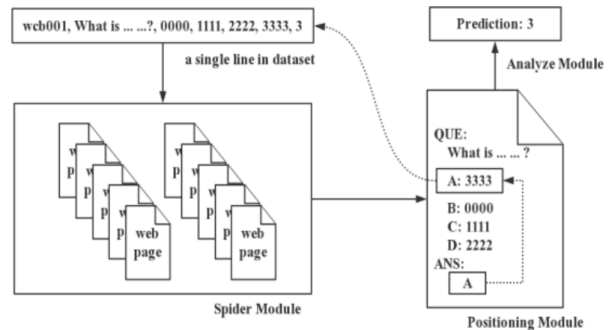 wcb001, What is ... ...?, 0000, 1111, 2222, 3333, 3
Prediction: 3
a single line in dataset
Analyze Module
QUE:
What is ... ... ?
A: 3333
B: 0000
C: 1111
D: 2222
ANS:
A
w
p
w
p
w
p
w
p
web
page
w
p
w
p
w
p
w
p
web
page
Spider Module
Positioning Module